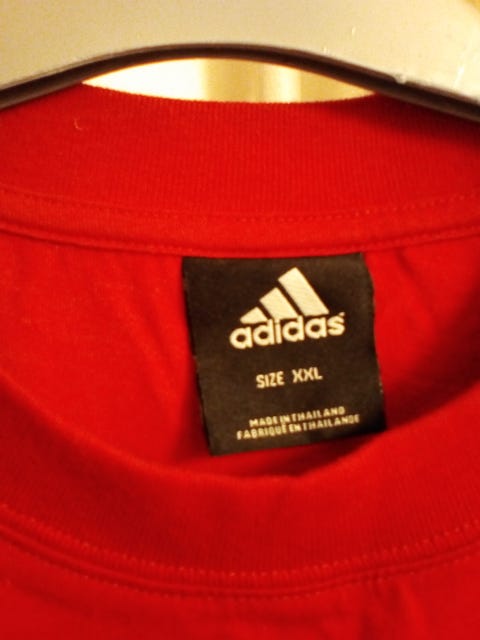 adidas
SIZE XXL
MADE IN THAILAND
FABRIQUÉ EN THAILANDE